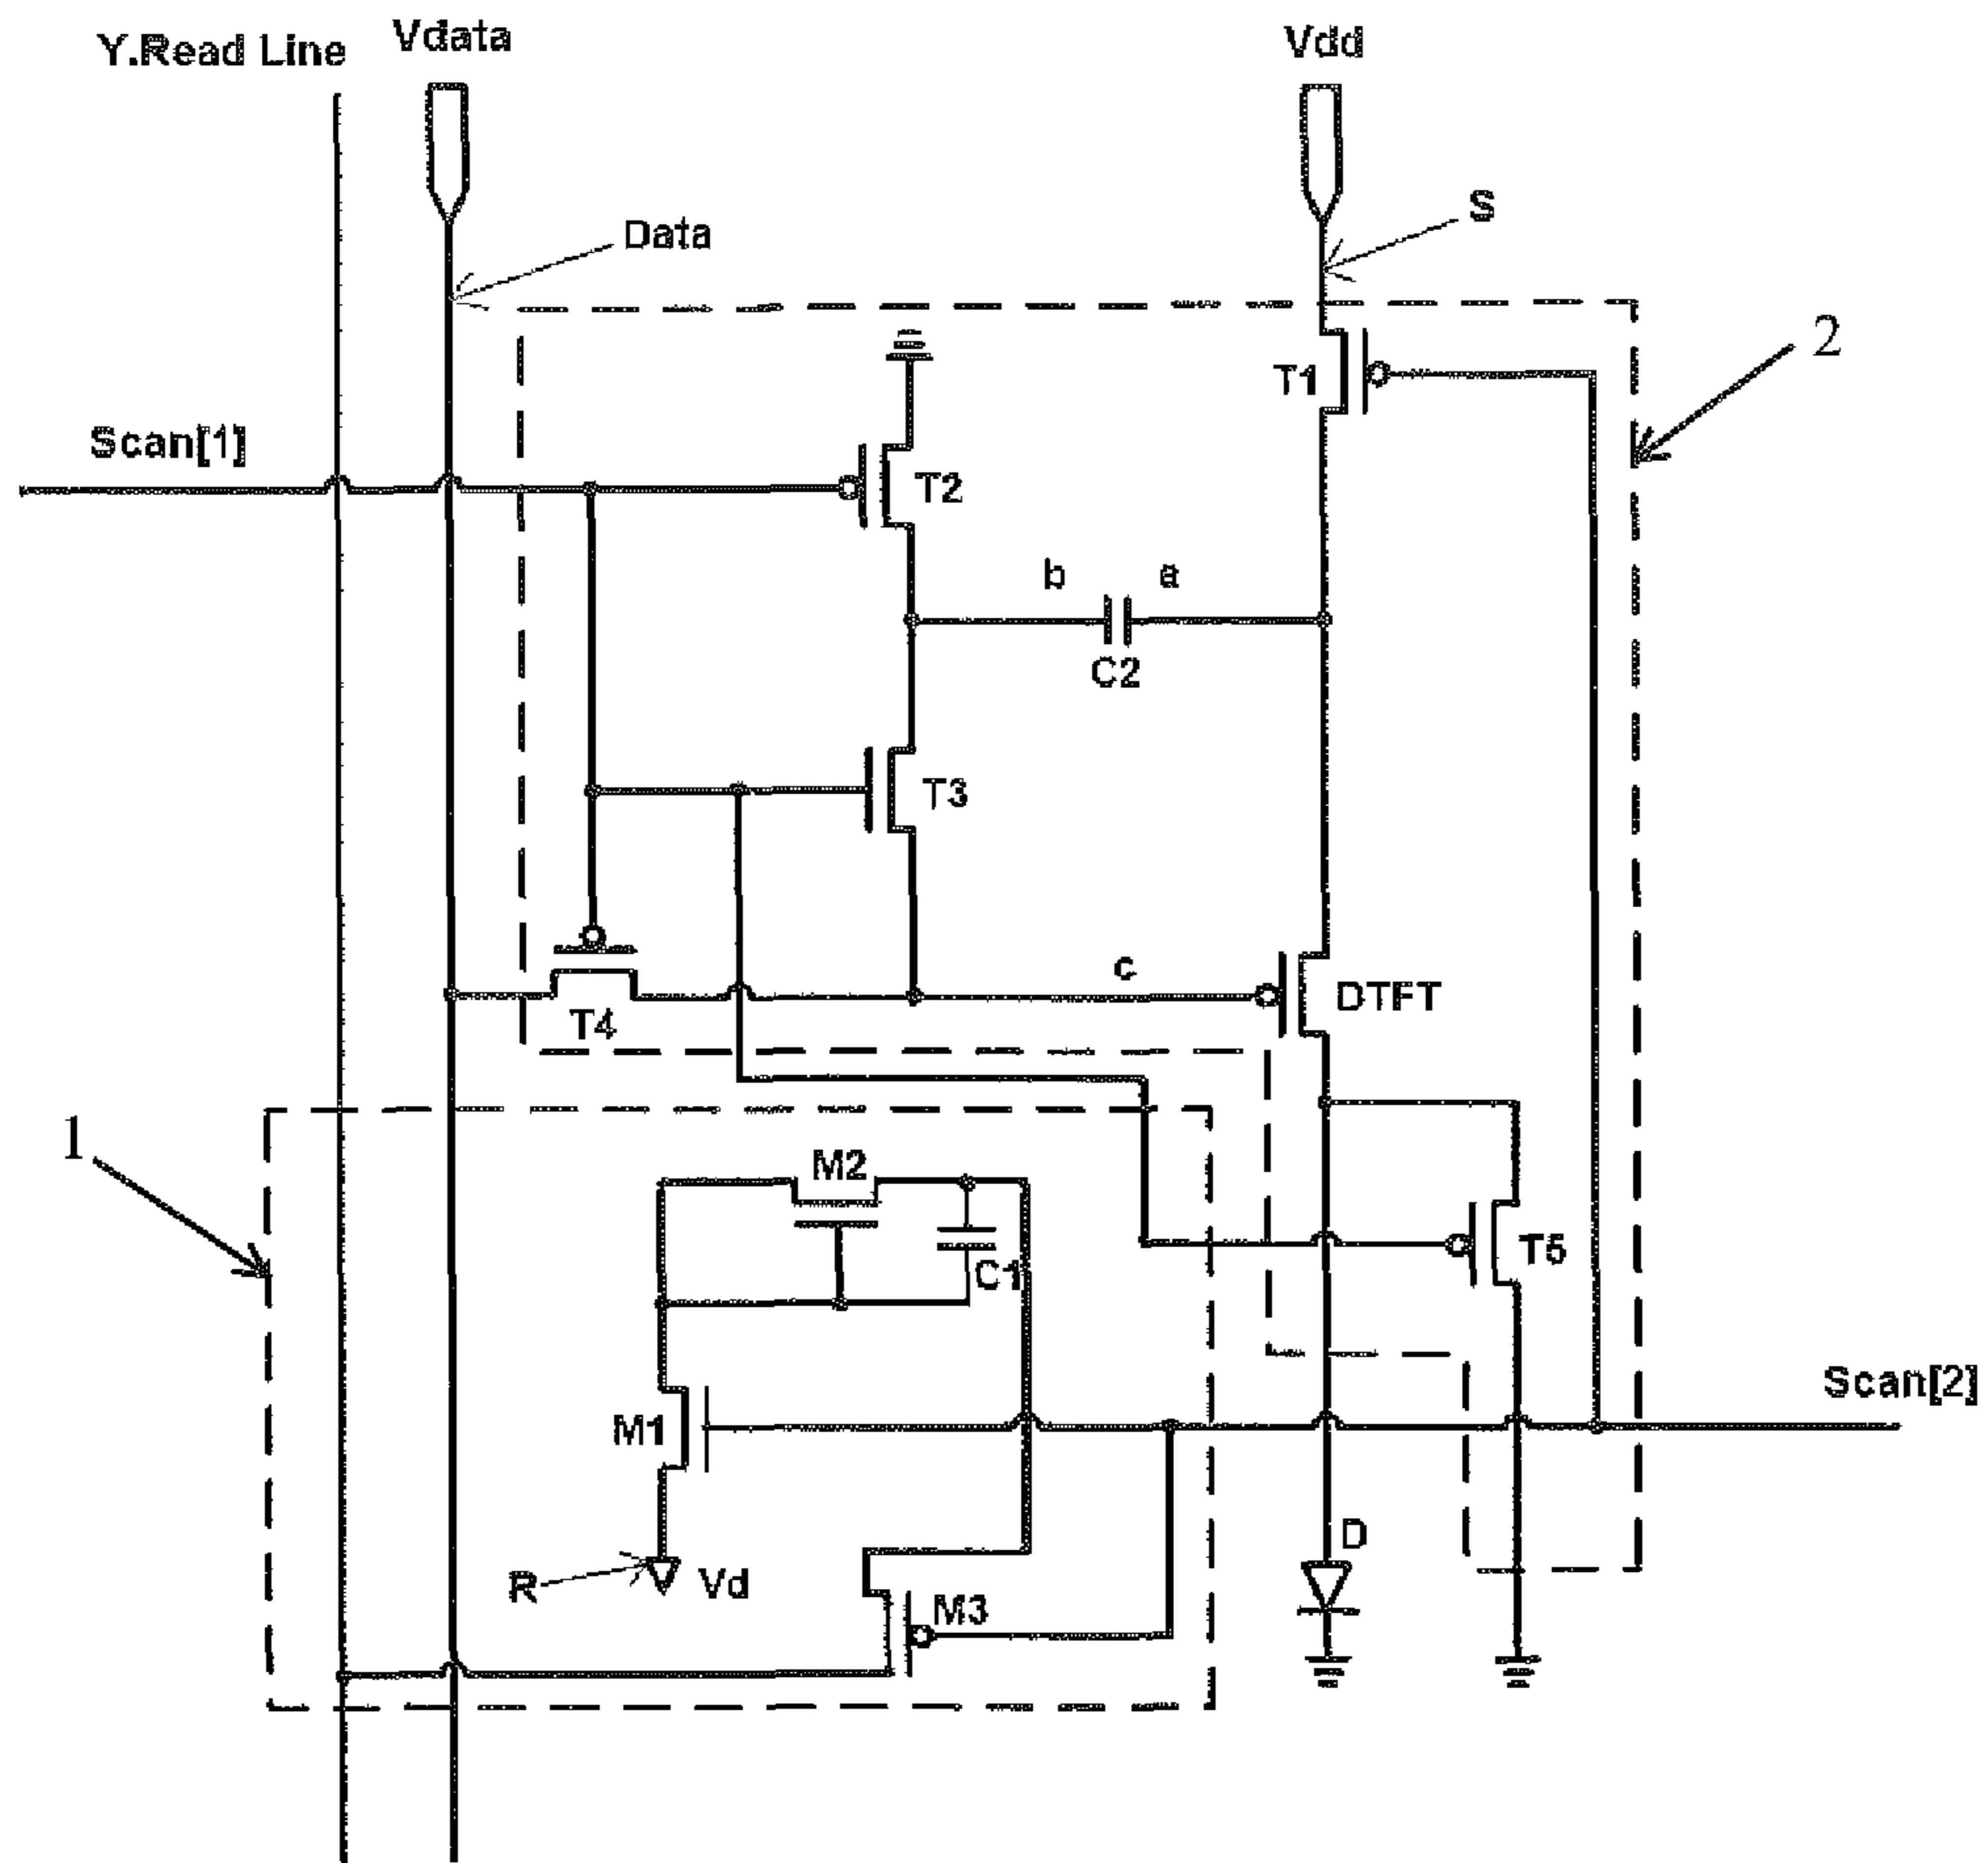 Y.Read Line
Vdata
Vdd
Data
S
2
T1
Scan[1]
T2
b
a
C2
T3
c
DTFT
T4
1
M2
C1
T5
Scan[2]
M1
D
R
Vd
M3